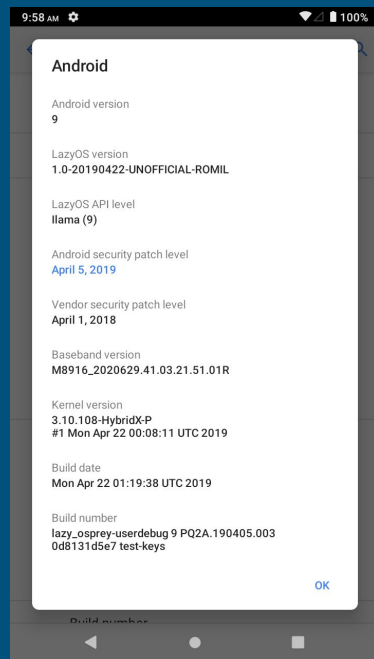 9:58 AM 100%
Android
Android version
9
LazyOS version
1.0-20190422-UNOFFICIAL-ROMIL
LazyOS API level
Ilama (9)
Android security patch level
April 5, 2019
Vendor security patch level
April 1, 2018
Baseband version
M8916_2020629.41.03.21.51.01R
Kernel version
3.10.108-HybridX-P
#1 Mon Apr 22 00:08:11 UTC 2019
Build date
Mon Apr 22 01:19:38 UTC 2019
Build number
lazy_osprey-userdebug 9 PQ2A.190405.003
0d8131d5e7 test-keys
OK
Build number